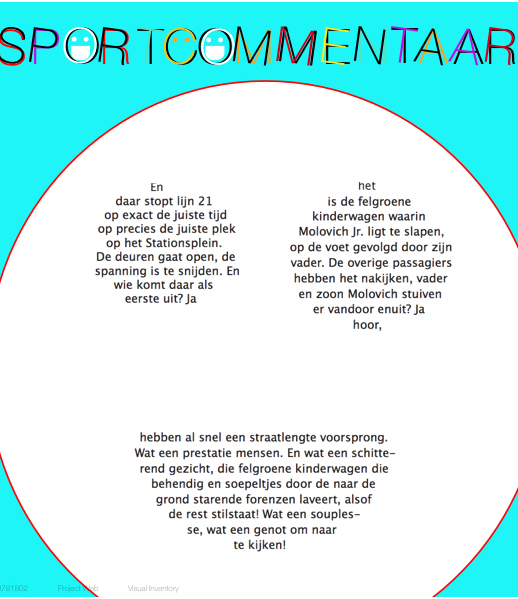 SPORTCOMMENTAAR
En
daar stopt lijn 21
op exact de juiste tijd
op precies de juiste plek
op het Stationsplein.
De deuren gaat open, de
spanning is te snijden. En
wie komt daar als
eerste uit? Ja
het
is de felgroene
kinderwagen waarin
Molovich Jr. ligt te slapen,
op de voet gevolgd door zijn
vader. De overige passagiers
hebben het nakijken, vader
en zoon Molovich stuiven
er vandoor enuit? Ja
hoor,
hebben al snel een straatlengte voorsprong.
Wat een prestatie mensen. En wat een schitte-
rend gezicht, die felgroene kinderwagen die
behendig en soepeltjes door de naar de
grond starende forenzen laveert, alsof
de rest stilstaat! Wat een souples-
se, wat een genot om naar
te kijken!
Project Web
Visual Inventory